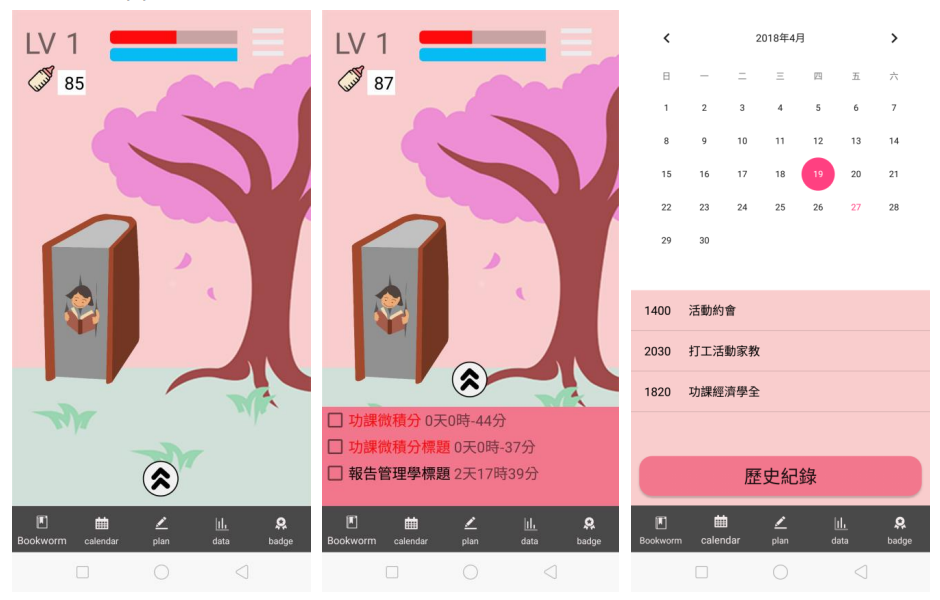 LV 1
85
Bookworm calendar plan data badge
LV 1
87
功課微積分 0天0時-44分
功課微積分標題 0天0時-37分
報告管理學標題 2天17時39分
Bookworm calendar plan data badge
2018年4月
日 一 二 三 四 五 六
1 2 3 4 5 6 7
8 9 10 11 12 13 14
15 16 17 18 19 20 21
22 23 24 25 26 27 28
29 30
1400 活動約會
2030 打工活動家教
1820 功課經濟學全
歷史紀錄
Bookworm calendar plan data badge